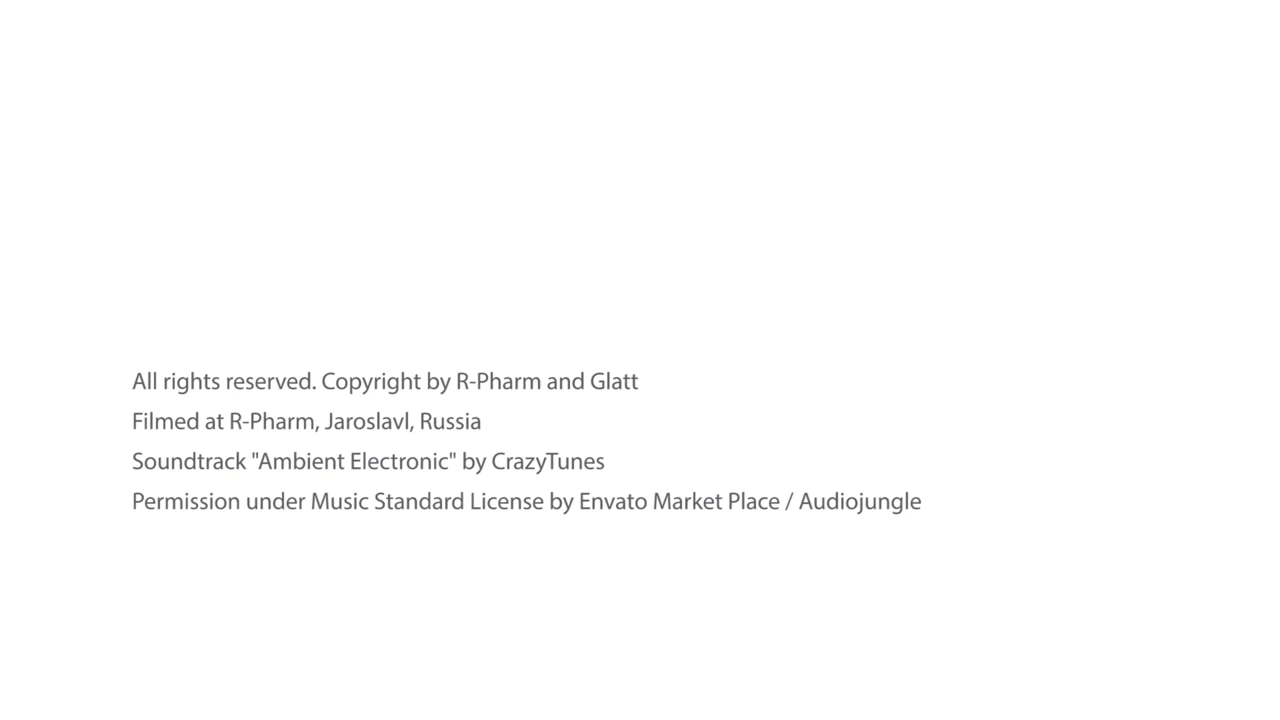 All rights reserved. Copyright by R-Pharm and Glatt
Filmed at R-Pharm, Jaroslavl, Russia
Soundtrack "Ambient Electronic" by CrazyTunes
Permission under Music Standard License by Envato Market Place / Audiojungle